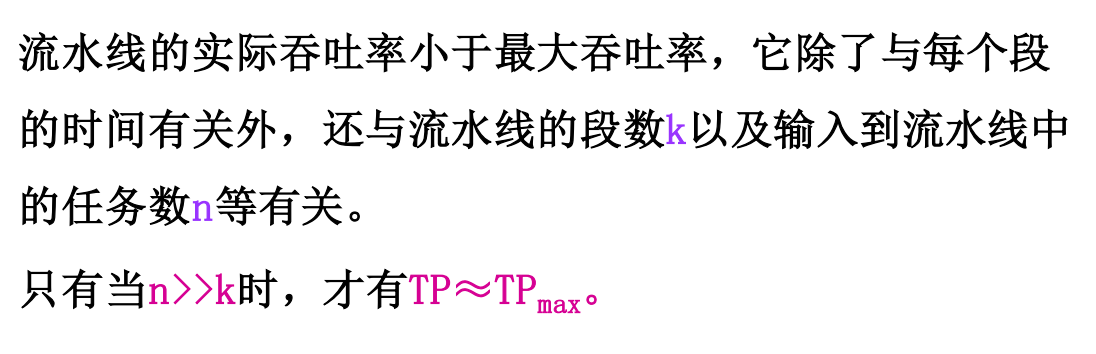 流水线的实际吞吐率小于最大吞吐率，它除了与每个段
的时间有关外，还与流水线的段数k以及输入到流水线中
的任务数n等有关。
只有当n>>k时，才有TP≈TPmax。